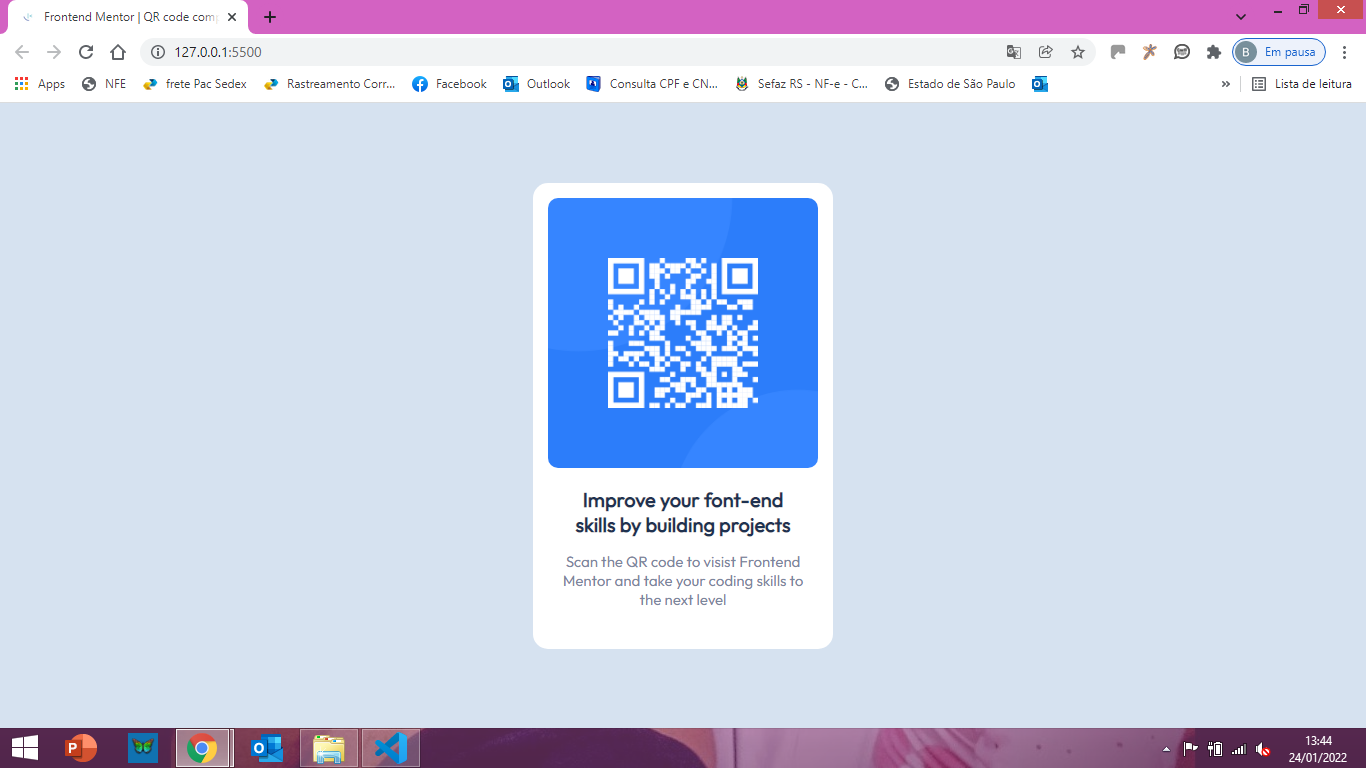 Frontend Mentor | QR code com
127.0.0.1:5500
B
Em pausa
Apps
NFE
frete Pac Sedex
Rastreamento Corr...
Facebook
Outlook
Consulta CPF e CN...
Sefaz RS - NF-e - C...
Estado de São Paulo
»
Lista de leitura
Improve your font-end
skills by building projects
Scan the QR code to visist Frontend
Mentor and take your coding skills to
the next level
13:44
24/01/2022